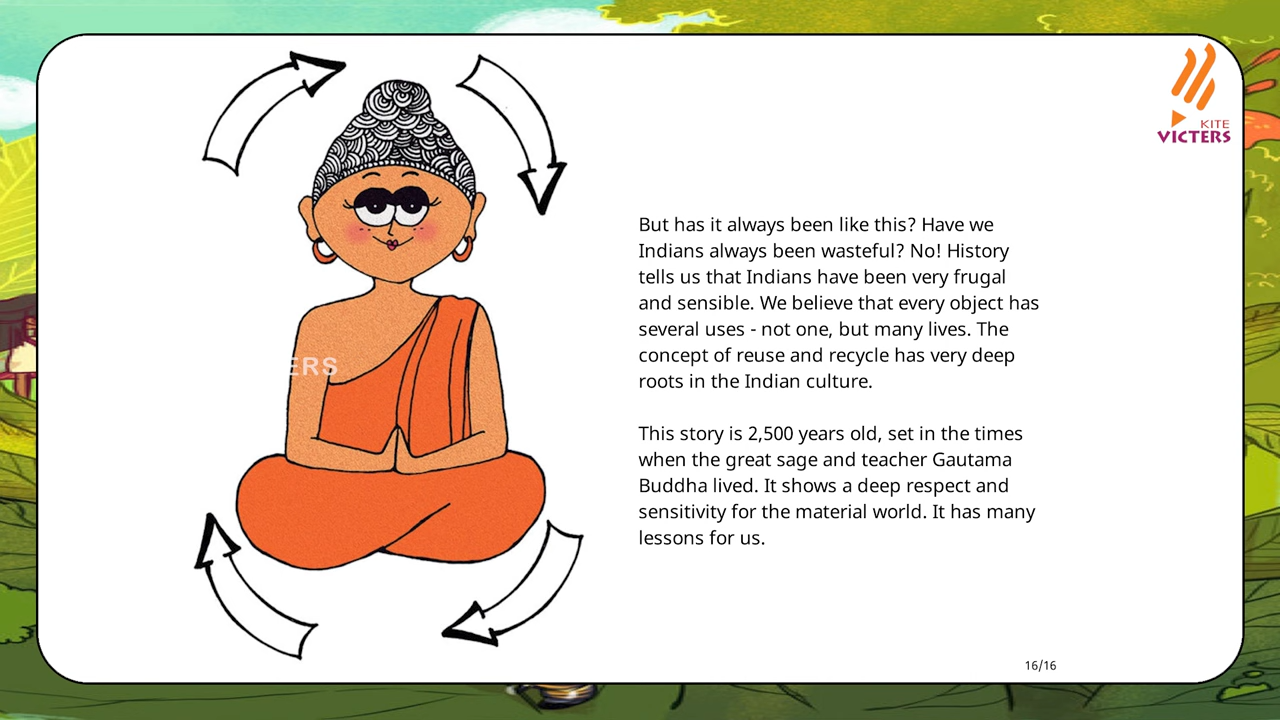 KITE
VICTERS
But has it always been like this? Have we
Indians always been wasteful? No! History
tells us that Indians have been very frugal
and sensible. We believe that every object has
several uses - not one, but many lives. The
concept of reuse and recycle has very deep
roots in the Indian culture.
This story is 2,500 years old, set in the times
when the great sage and teacher Gautama
Buddha lived. It shows a deep respect and
sensitivity for the material world. It has many
lessons for us.
16/16